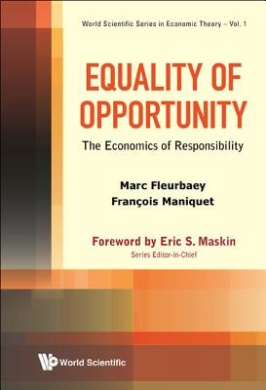 World Scientific Series in Economic Theory – Vol. 1
EQUALITY OF
OPPORTUNITY
The Economics of Responsibility
Marc Fleurbaey
François Maniquet
Foreword by Eric S. Maskin
Series Editor-in-Chief
World Scientific